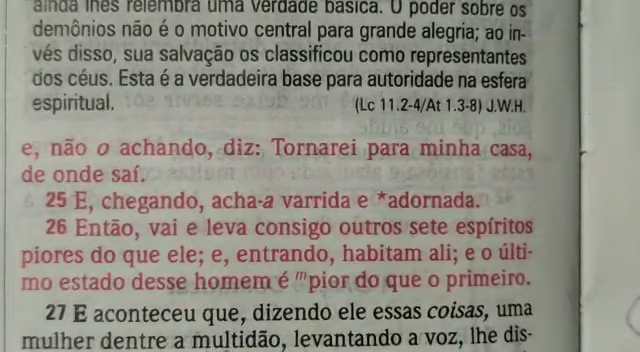 ainda lhes relembra uma verdade básica. O poder sobre os
demônios não é o motivo central para grande alegria; ao in-
vés disso, sua salvação os classificou como representantes
dos céus. Esta é a verdadeira base para autoridade na esfera
espiritual. (Lc 11.2-4/At 1.3-8) J.W.H.
e, não o achando, diz: Tornarei para minha casa,
de onde saí.
25 E, chegando, acha-a varrida e *adornada.
26 Então, vai e leva consigo outros sete espíritos
piores do que ele; e, entrando, habitam ali; e o últi-
mo estado desse homem é ᵐpior do que o primeiro.
27 E aconteceu que, dizendo ele essas coisas, uma
mulher dentre a multidão, levantando a voz, lhe dis-